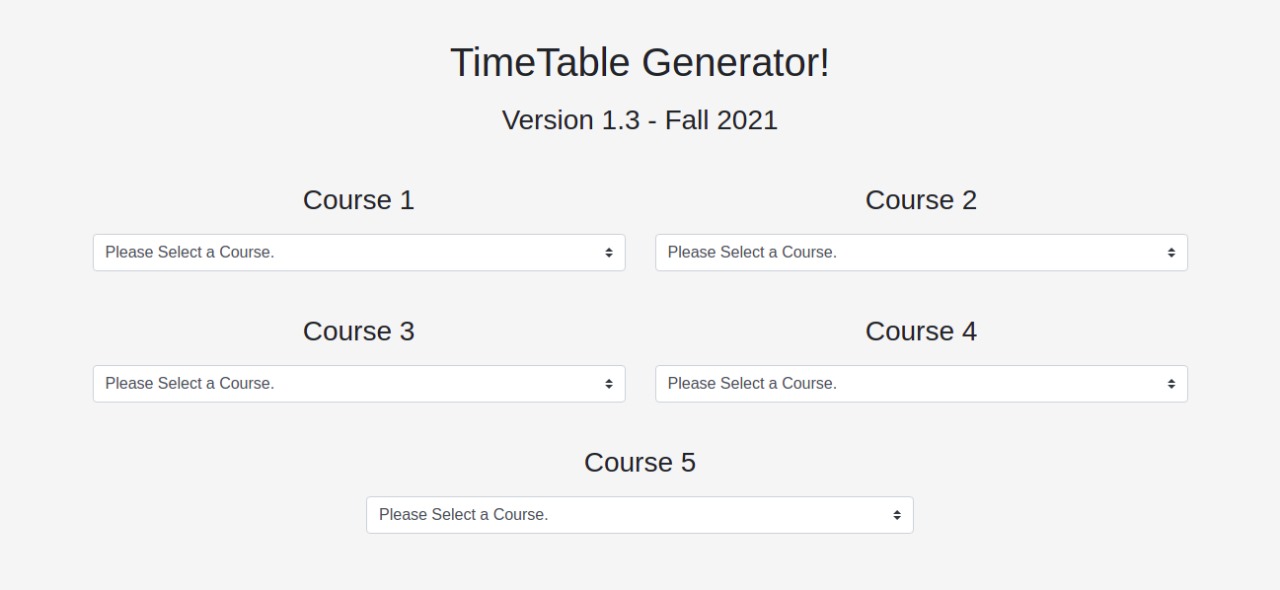 TimeTable Generator!
Version 1.3 - Fall 2021
Course 1
Course 2
Please Select a Course.
Please Select a Course.
Course 3
Course 4
Please Select a Course.
Please Select a Course.
Course 5
Please Select a Course.